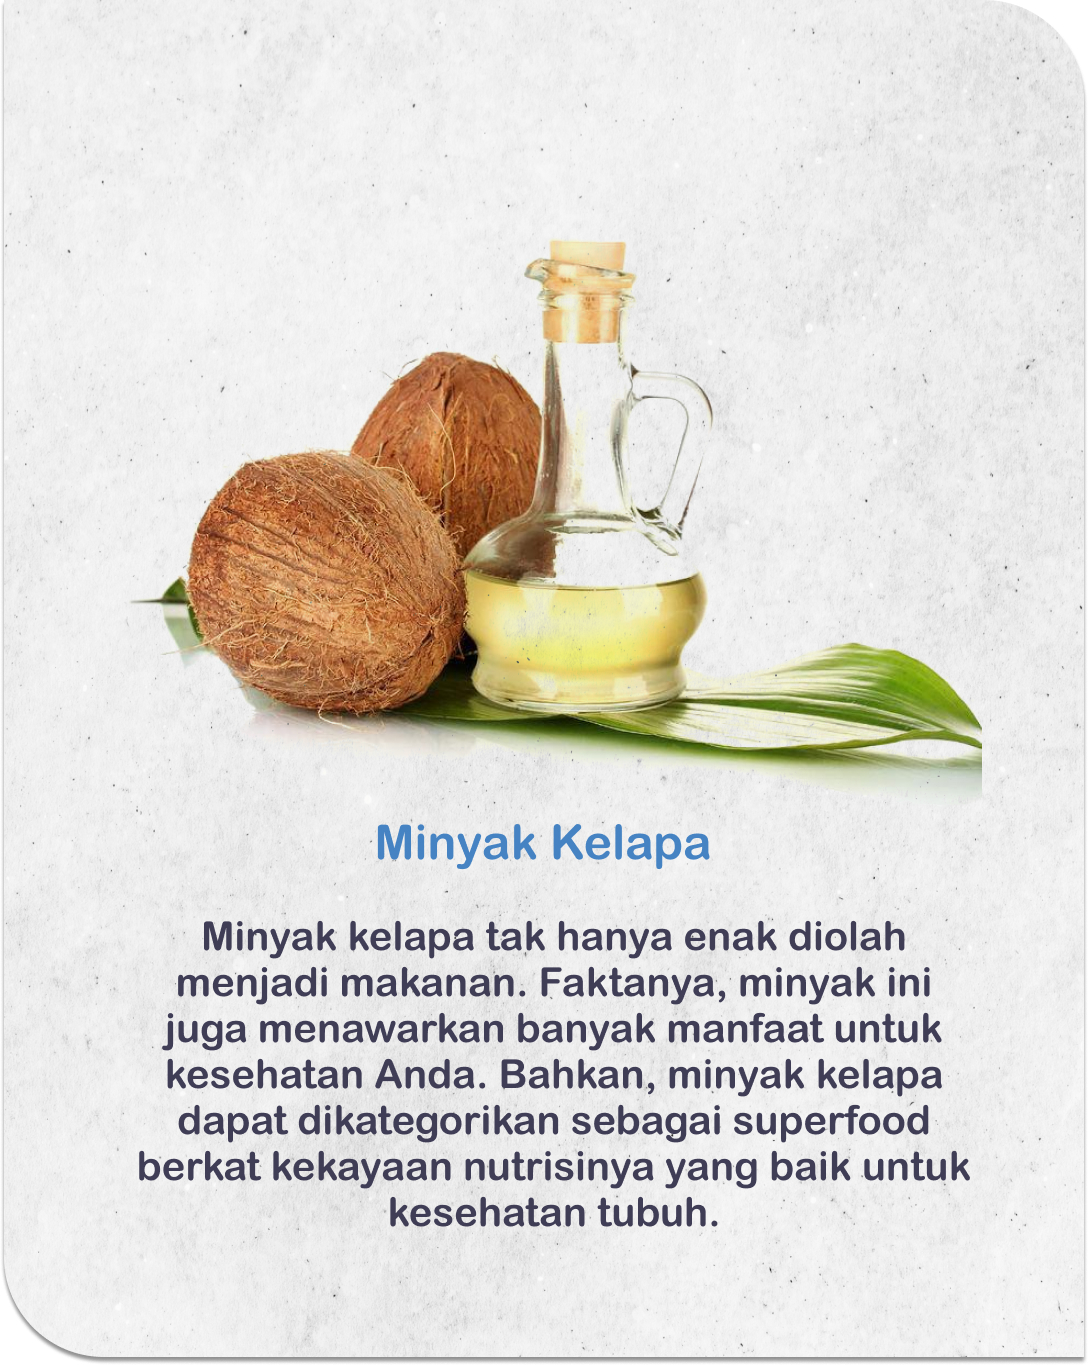 Minyak Kelapa
Minyak kelapa tak hanya enak diolah
menjadi makanan. Faktanya, minyak ini
juga menawarkan banyak manfaat untuk
kesehatan Anda. Bahkan, minyak kelapa
dapat dikategorikan sebagai superfood
berkat kekayaan nutrisinya yang baik untuk
kesehatan tubuh.